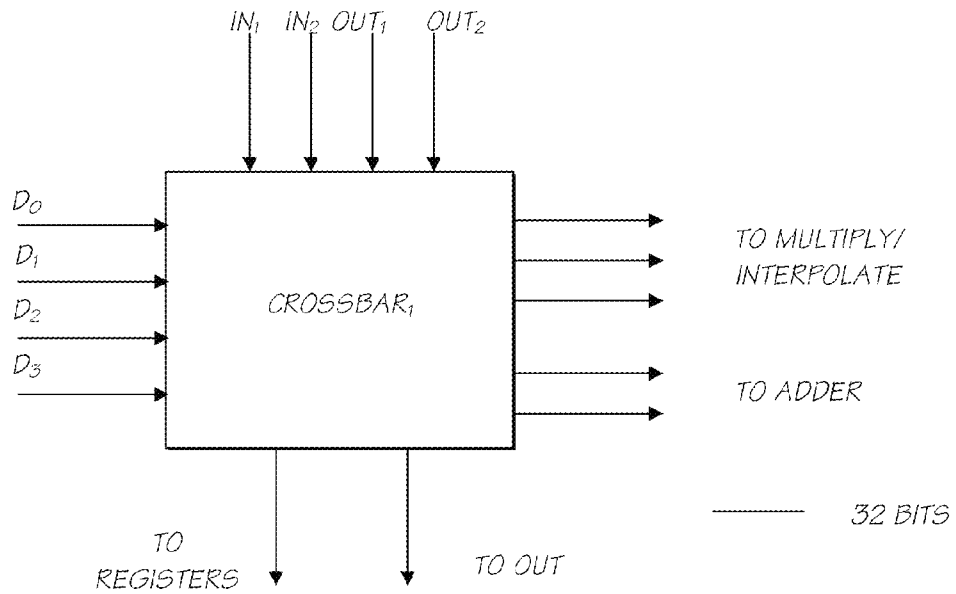 IN₁ IN₂ OUT₁ OUT₂
D₀
D₁
D₂
D₃
CROSSBAR₁
TO MULTIPLY/
INTERPOLATE
TO ADDER
32 BITS
TO
REGISTERS
TO OUT